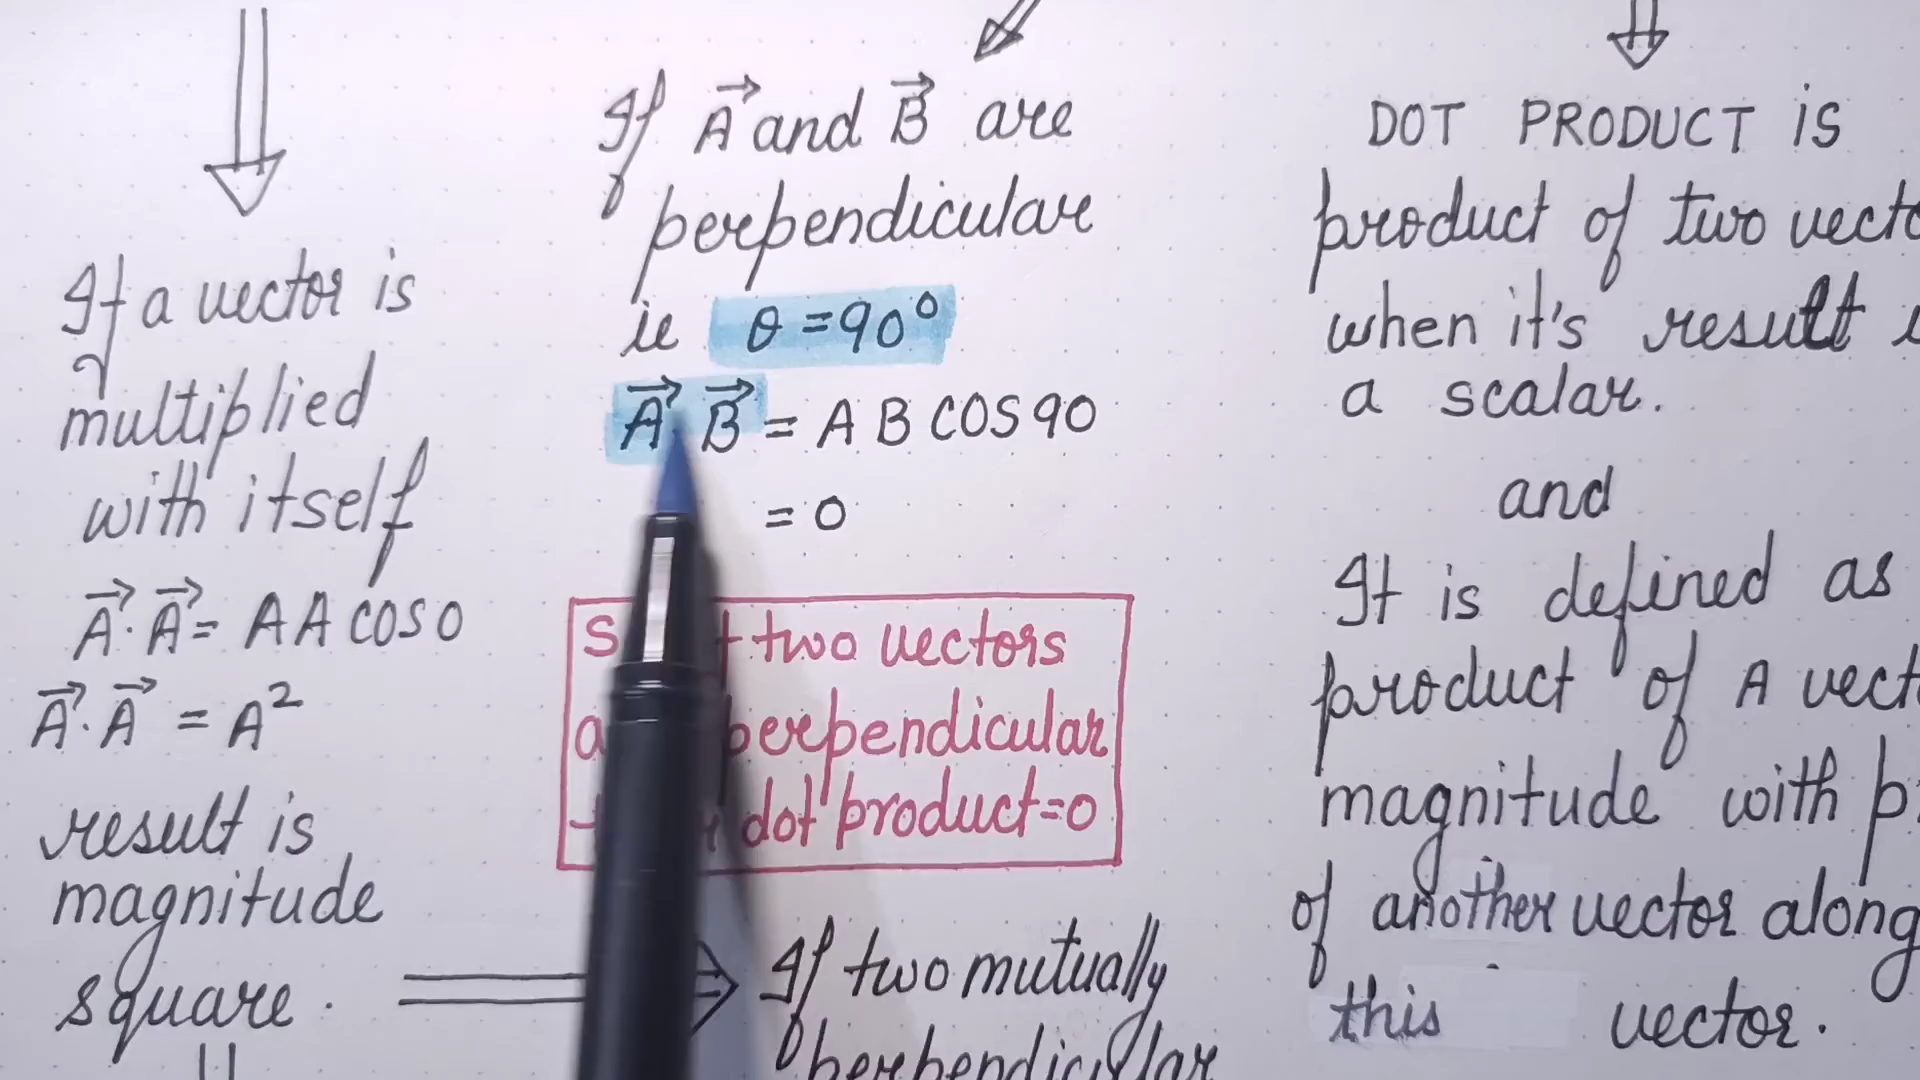 If a vector is
multiplied
with itself
A⃗·A⃗= A A COS 0
A⃗·A⃗ = A²
result is
magnitude
square.
If A⃗ and B⃗ are
perpendicular
ie θ =90°
A⃗ B⃗ = A B COS 90
= 0
two vectors
perpendicular
dot product=0
If two mutually
perpendicular
DOT PRODUCT iS
product of two
when it's result
a scalar.
and
It is defined as
product of A
magnitude with
of another vector along
this vector.